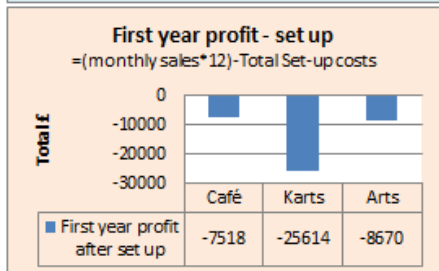 First year profit - set up
=(monthly sales*12)-Total Set-up costs
Total £
0
-10000
-20000
-30000
Café Karts Arts
First year profit after set up -7518 -25614 -8670